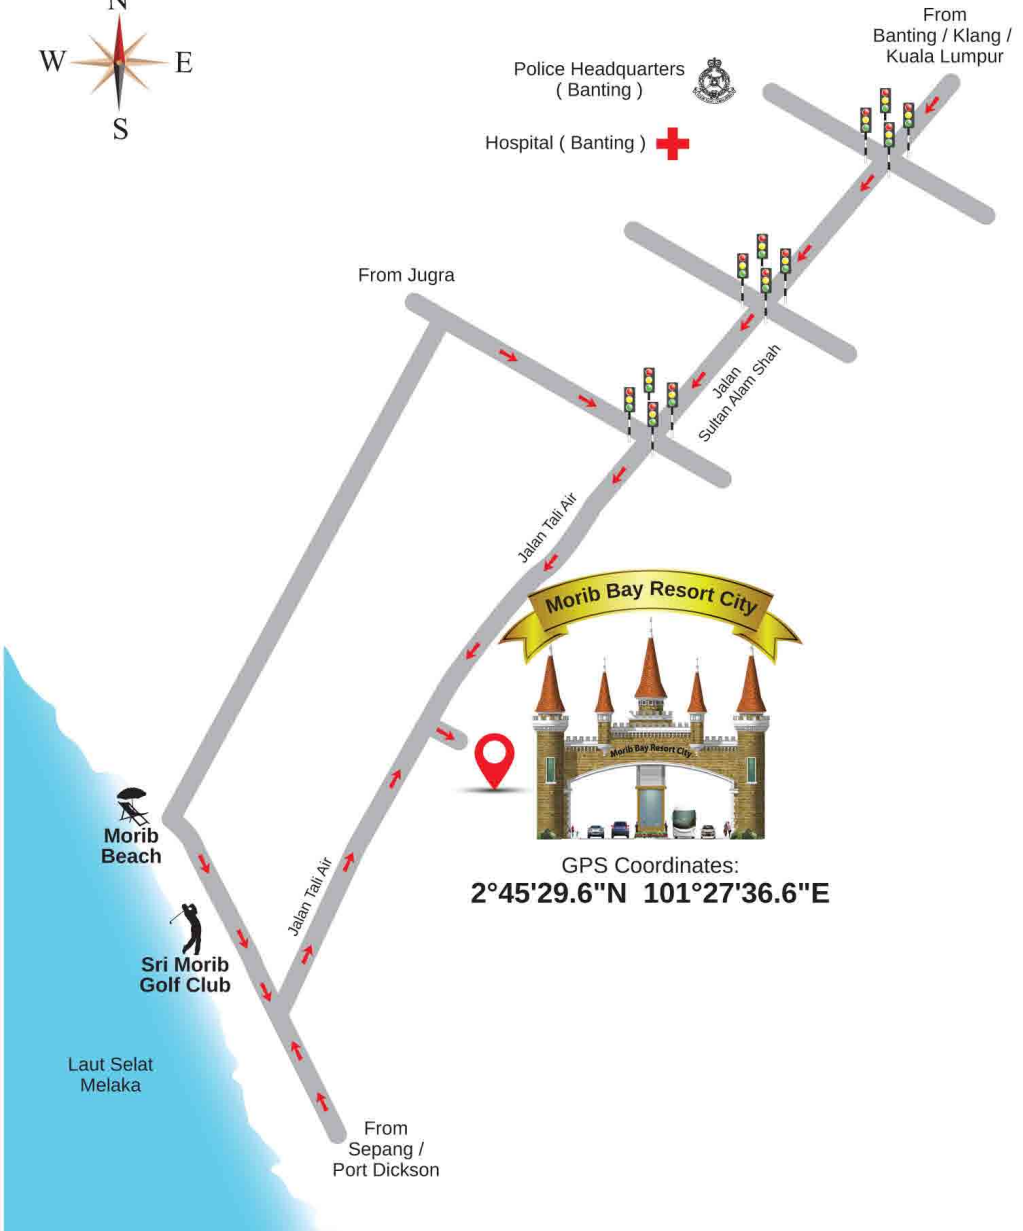 N
W
E
S
From
Banting / Klang /
Kuala Lumpur
Police Headquarters
( Banting )
Hospital ( Banting )
From Jugra
Jalan
Sultan Alam Shah
Jalan Tali Air
Morib Bay Resort City
Morib Bay Resort City
GPS Coordinates:
2°45'29.6"N 101°27'36.6"E
Morib
Beach
Jalan Tali Air
Sri Morib
Golf Club
Laut Selat
Melaka
From
Sepang /
Port Dickson